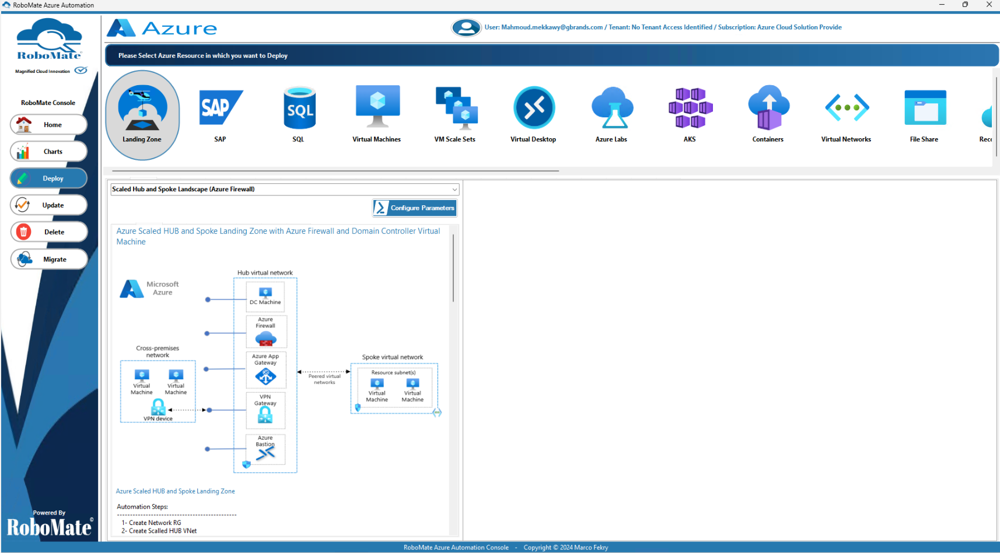 RoboMate Azure Automation
RoboMate
Magnified Cloud Innovation
Azure
User: Mahmoud.mekkawy@gbrands.com / Tenant: No Tenant Access Identified / Subscription: Azure Cloud Solution Provide
Please Select Azure Resource in which you want to Deploy
RoboMate Console
Home
Charts
Deploy
Update
Delete
Migrate
Landing Zone
SAP
SAP
SQL
SQL
Virtual Machines
VM Scale Sets
Virtual Desktop
Azure Labs
AKS
Containers
Virtual Networks
File Share
Reco
Scaled Hub and Spoke Landscape (Azure Firewall)
Configure Parameters
Azure Scaled HUB and Spoke Landing Zone with Azure Firewall and Domain Controller Virtual
Machine
Microsoft
Azure
Hub virtual network
DC Machine
Azure
Firewall
Azure App
Gateway
VPN
Gateway
Azure
Bastion
Cross-premises
network
Virtual
Machine
Virtual
Machine
VPN device
Peered virtual
networks
Spoke virtual network
Resource subnet(s)
Virtual
Machine
Virtual
Machine
Azure Scaled HUB and Spoke Landing Zone
Automation Steps:
----------------------------------------------
1- Create Network RG
2- Create Scalled HUB VNet
Powered By
RoboMate©
RoboMate Azure Automation Console - Copyright © 2024 Marco Fekry